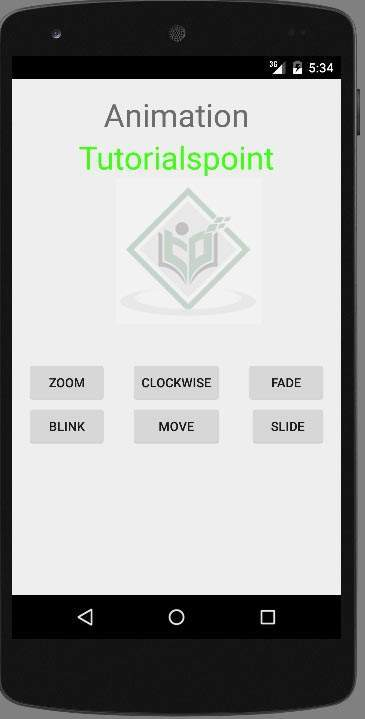 3G 5:34
Animation
Tutorialspoint
ZOOM CLOCKWISE FADE
BLINK MOVE SLIDE